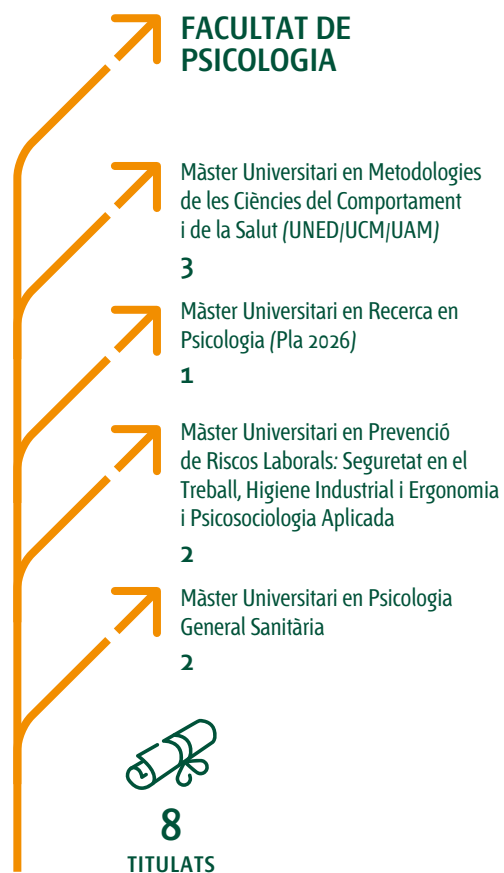 FACULTAT DE
PSICOLOGIA
Màster Universitari en Metodologies
de les Ciències del Comportament
i de la Salut (UNED/UCM/UAM)
3
Màster Universitari en Recerca en
Psicologia (Pla 2026)
1
Màster Universitari en Prevenció
de Riscos Laborals: Seguretat en el
Treball, Higiene Industrial i Ergonomia
i Psicosociologia Aplicada
2
Màster Universitari en Psicologia
General Sanitària
2
8
TITULATS